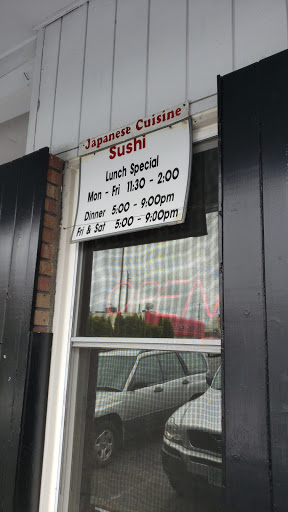 Japanese Cuisine
Sushi
Lunch Special
Mon - Fri 11:30 - 2:00
Dinner 5:00 - 9:00pm
Fri & Sat 5:00 - 9:00pm